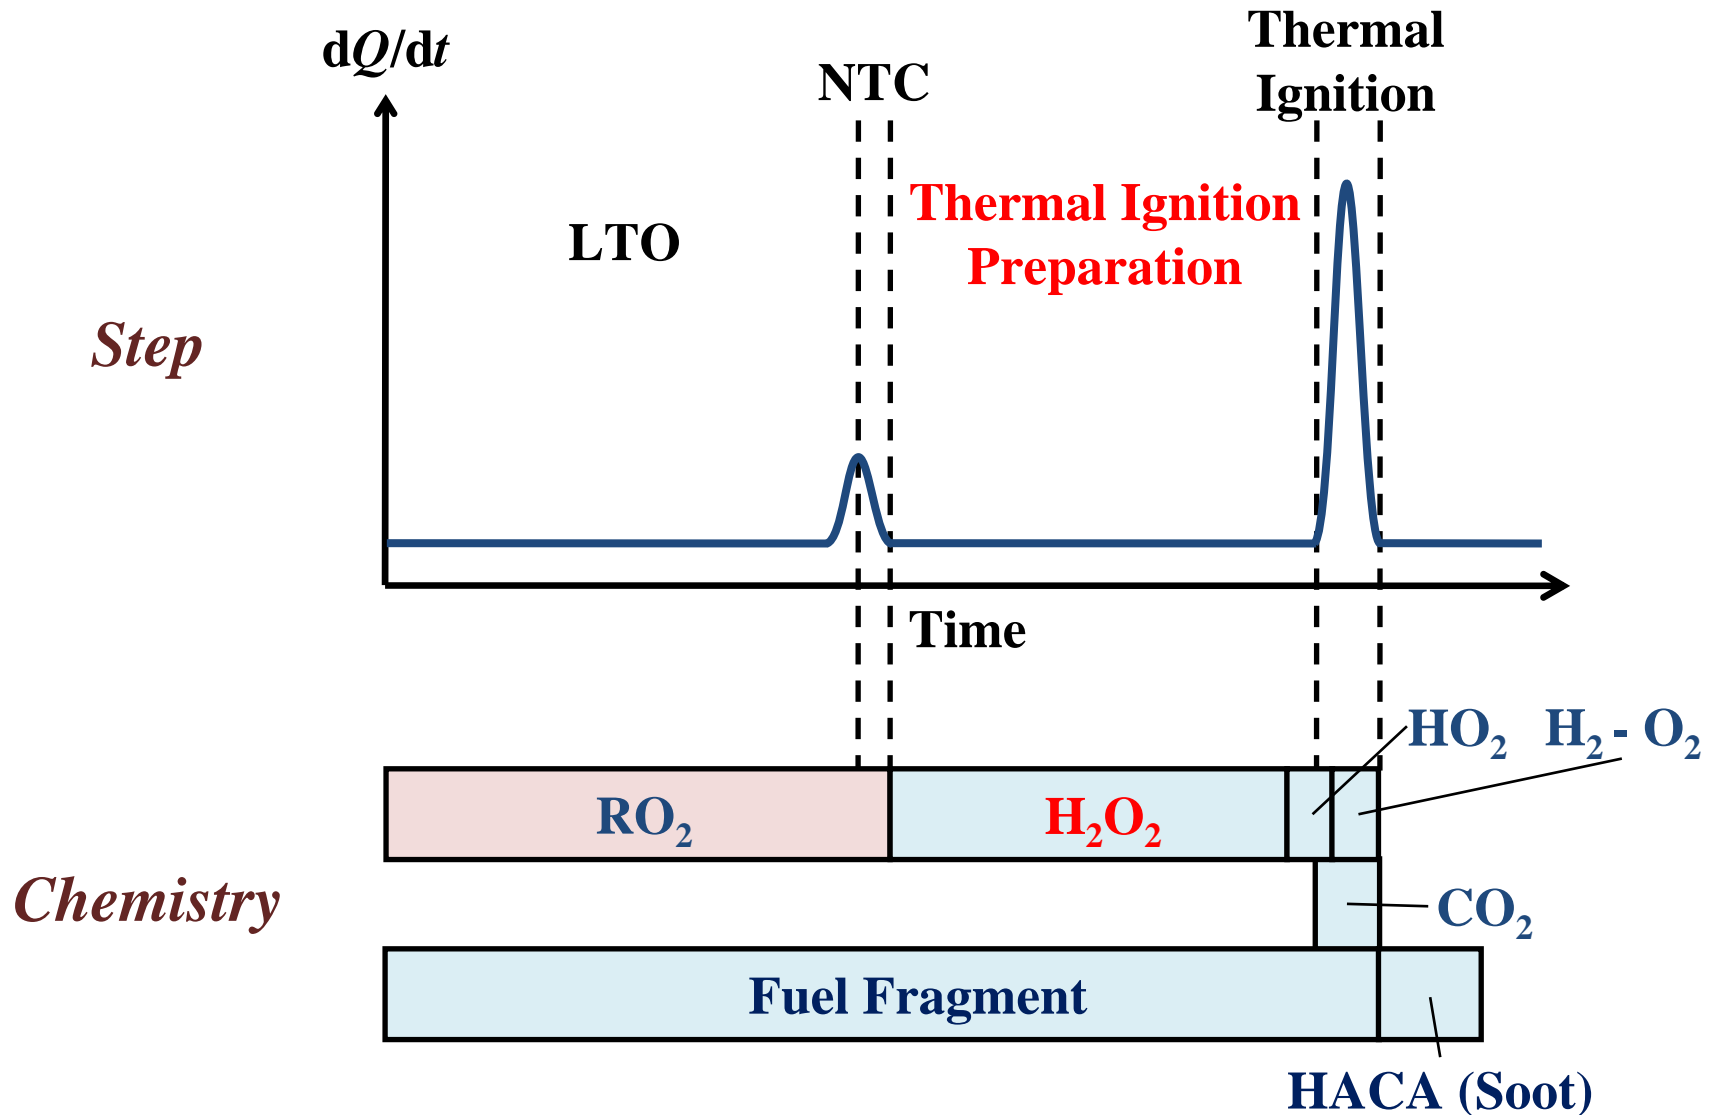 dQ/dt
NTC
Thermal
Ignition
LTO
Thermal Ignition
Preparation
Step
Time
HO₂
H₂ - O₂
RO₂
H₂O₂
Chemistry
CO₂
Fuel Fragment
HACA (Soot)